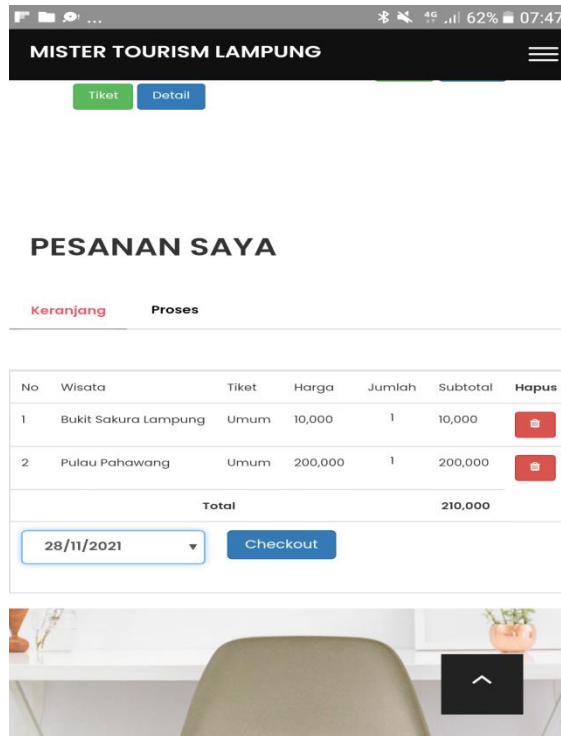 4G 62% 07:47
MISTER TOURISM LAMPUNG
Tiket Detail
PESANAN SAYA
Keranjang Proses
No Wisata Tiket Harga Jumlah Subtotal Hapus
1 Bukit Sakura Lampung Umum 10,000 1 10,000
2 Pulau Pahawang Umum 200,000 1 200,000
Total 210,000
28/11/2021 Checkout